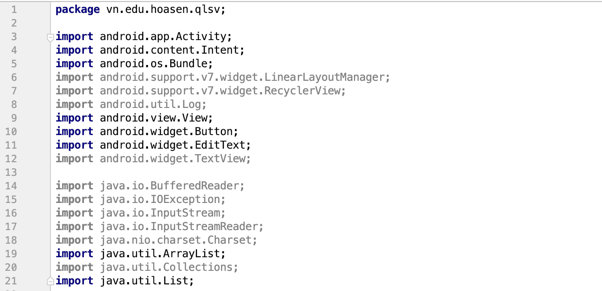 1 package vn.edu.hoasen.qlsv;
2
3 import android.app.Activity;
4 import android.content.Intent;
5 import android.os.Bundle;
6 import android.support.v7.widget.LinearLayoutManager;
7 import android.support.v7.widget.RecyclerView;
8 import android.util.Log;
9 import android.view.View;
10 import android.widget.Button;
11 import android.widget.EditText;
12 import android.widget.TextView;
13
14 import java.io.BufferedReader;
15 import java.io.IOException;
16 import java.io.InputStream;
17 import java.io.InputStreamReader;
18 import java.nio.charset.Charset;
19 import java.util.ArrayList;
20 import java.util.Collections;
21 import java.util.List;